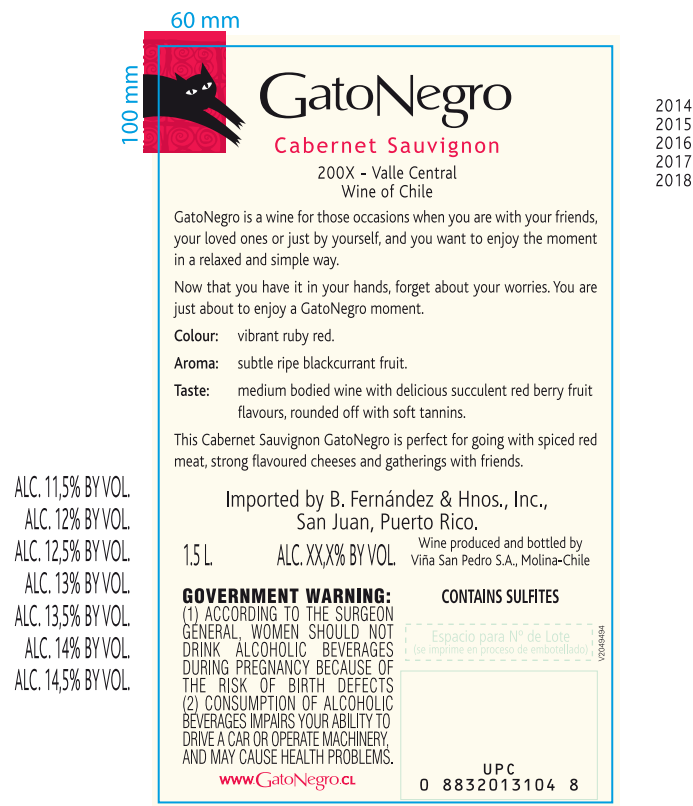 60 mm
100 mm
GatoNegro
Cabernet Sauvignon
200X - Valle Central
Wine of Chile
2014
2015
2016
2017
2018
GatoNegro is a wine for those occasions when you are with your friends,
your loved ones or just by yourself, and you want to enjoy the moment
in a relaxed and simple way.
Now that you have it in your hands, forget about your worries. You are
just about to enjoy a GatoNegro moment.
Colour: vibrant ruby red.
Aroma: subtle ripe blackcurrant fruit.
Taste: medium bodied wine with delicious succulent red berry fruit
flavours, rounded off with soft tannins.
This Cabernet Sauvignon GatoNegro is perfect for going with spiced red
meat, strong flavoured cheeses and gatherings with friends.
ALC. 11,5% BY VOL.
ALC. 12% BY VOL.
ALC. 12,5% BY VOL.
ALC. 13% BY VOL.
ALC. 13,5% BY VOL.
ALC. 14% BY VOL.
ALC. 14,5% BY VOL.
Imported by B. Fernández & Hnos., Inc.,
San Juan, Puerto Rico.
1.5 L. ALC. XX,X% BY VOL.
Wine produced and bottled by
Viña San Pedro S.A., Molina-Chile
GOVERNMENT WARNING:
(1) ACCORDING TO THE SURGEON
GENERAL, WOMEN SHOULD NOT
DRINK ALCOHOLIC BEVERAGES
DURING PREGNANCY BECAUSE OF
THE RISK OF BIRTH DEFECTS
(2) CONSUMPTION OF ALCOHOLIC
BEVERAGES IMPAIRS YOUR ABILITY TO
DRIVE A CAR OR OPERATE MACHINERY,
AND MAY CAUSE HEALTH PROBLEMS.
www.GatoNegro.CL
CONTAINS SULFITES
Espacio para Nº de Lote
(se imprime en proceso de embotellado)
V2049494
UPC
0 8832013104 8